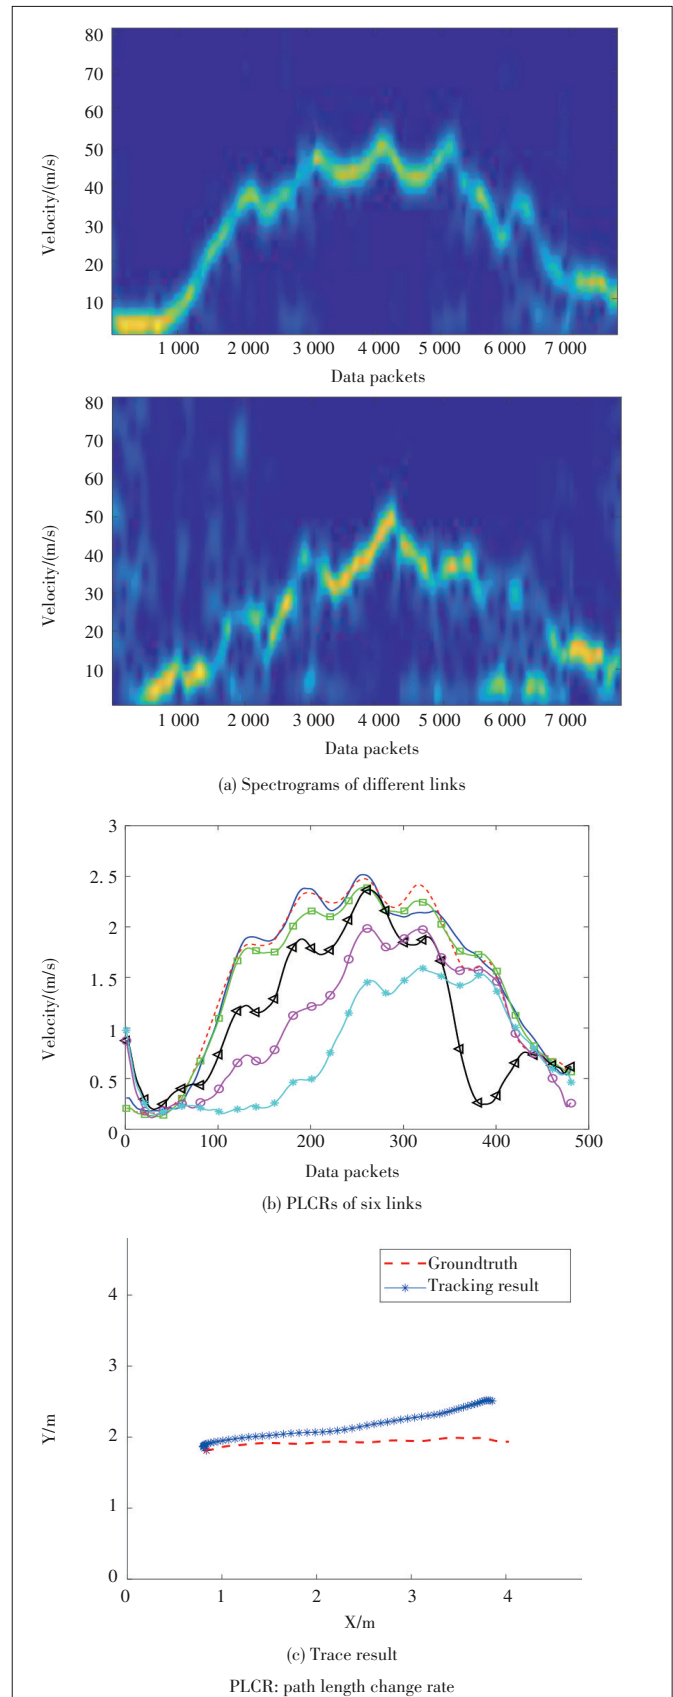 80
70
60
50
40
30
20
10
Velocity/(m/s)
1 000 2 000 3 000 4 000 5 000 6 000 7 000
Data packets
80
70
60
50
40
30
20
10
Velocity/(m/s)
1 000 2 000 3 000 4 000 5 000 6 000 7 000
Data packets
(a) Spectrograms of different links
3
2. 5
2
1.5
1
0.5
0
Velocity/(m/s)
0 100 200 300 400 500
Data packets
(b) PLCRs of six links
Groundtruth
Tracking result
4
3
2
1
0
Y/m
0 1 2 3 4
X/m
(c) Trace result
PLCR: path length change rate